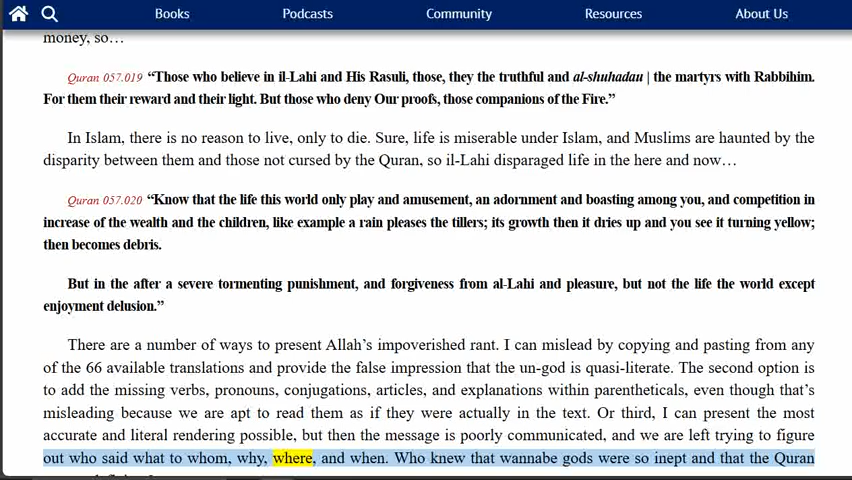 Books Podcasts Community Resources About Us
money, so…
Quran 057.019 “Those who believe in il-Lahi and His Rasuli, those, they the truthful and al-shuhadau | the martyrs with Rabbihim.
For them their reward and their light. But those who deny Our proofs, those companions of the Fire.”
In Islam, there is no reason to live, only to die. Sure, life is miserable under Islam, and Muslims are haunted by the
disparity between them and those not cursed by the Quran, so il-Lahi disparaged life in the here and now…
Quran 057.020 “Know that the life this world only play and amusement, an adornment and boasting among you, and competition in
increase of the wealth and the children, like example a rain pleases the tillers; its growth then it dries up and you see it turning yellow;
then becomes debris.
But in the after a severe tormenting punishment, and forgiveness from al-Lahi and pleasure, but not the life the world except
enjoyment delusion.”
There are a number of ways to present Allah’s impoverished rant. I can mislead by copying and pasting from any
of the 66 available translations and provide the false impression that the un-god is quasi-literate. The second option is
to add the missing verbs, pronouns, conjugations, articles, and explanations within parentheticals, even though that’s
misleading because we are apt to read them as if they were actually in the text. Or third, I can present the most
accurate and literal rendering possible, but then the message is poorly communicated, and we are left trying to figure
out who said what to whom, why, where, and when. Who knew that wannabe gods were so inept and that the Quran